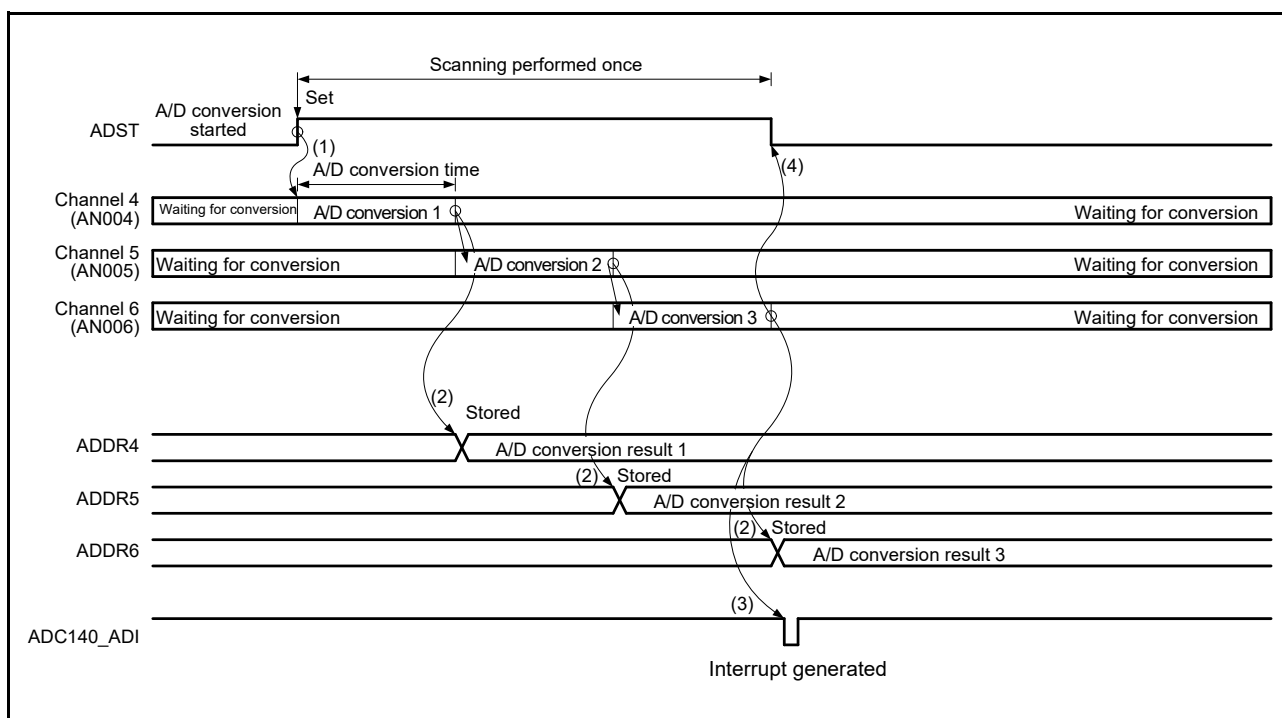 Scanning performed once
Set
A/D conversion
started
ADST
(1)
(4)
A/D conversion time
Channel 4
(AN004)
Waiting for conversion
A/D conversion 1
Waiting for conversion
Channel 5
(AN005)
Waiting for conversion
A/D conversion 2
Waiting for conversion
Channel 6
(AN006)
Waiting for conversion
A/D conversion 3
Waiting for conversion
(2)
Stored
ADDR4
A/D conversion result 1
(2)
Stored
ADDR5
A/D conversion result 2
(2)
Stored
ADDR6
A/D conversion result 3
(3)
ADC140_ADI
Interrupt generated